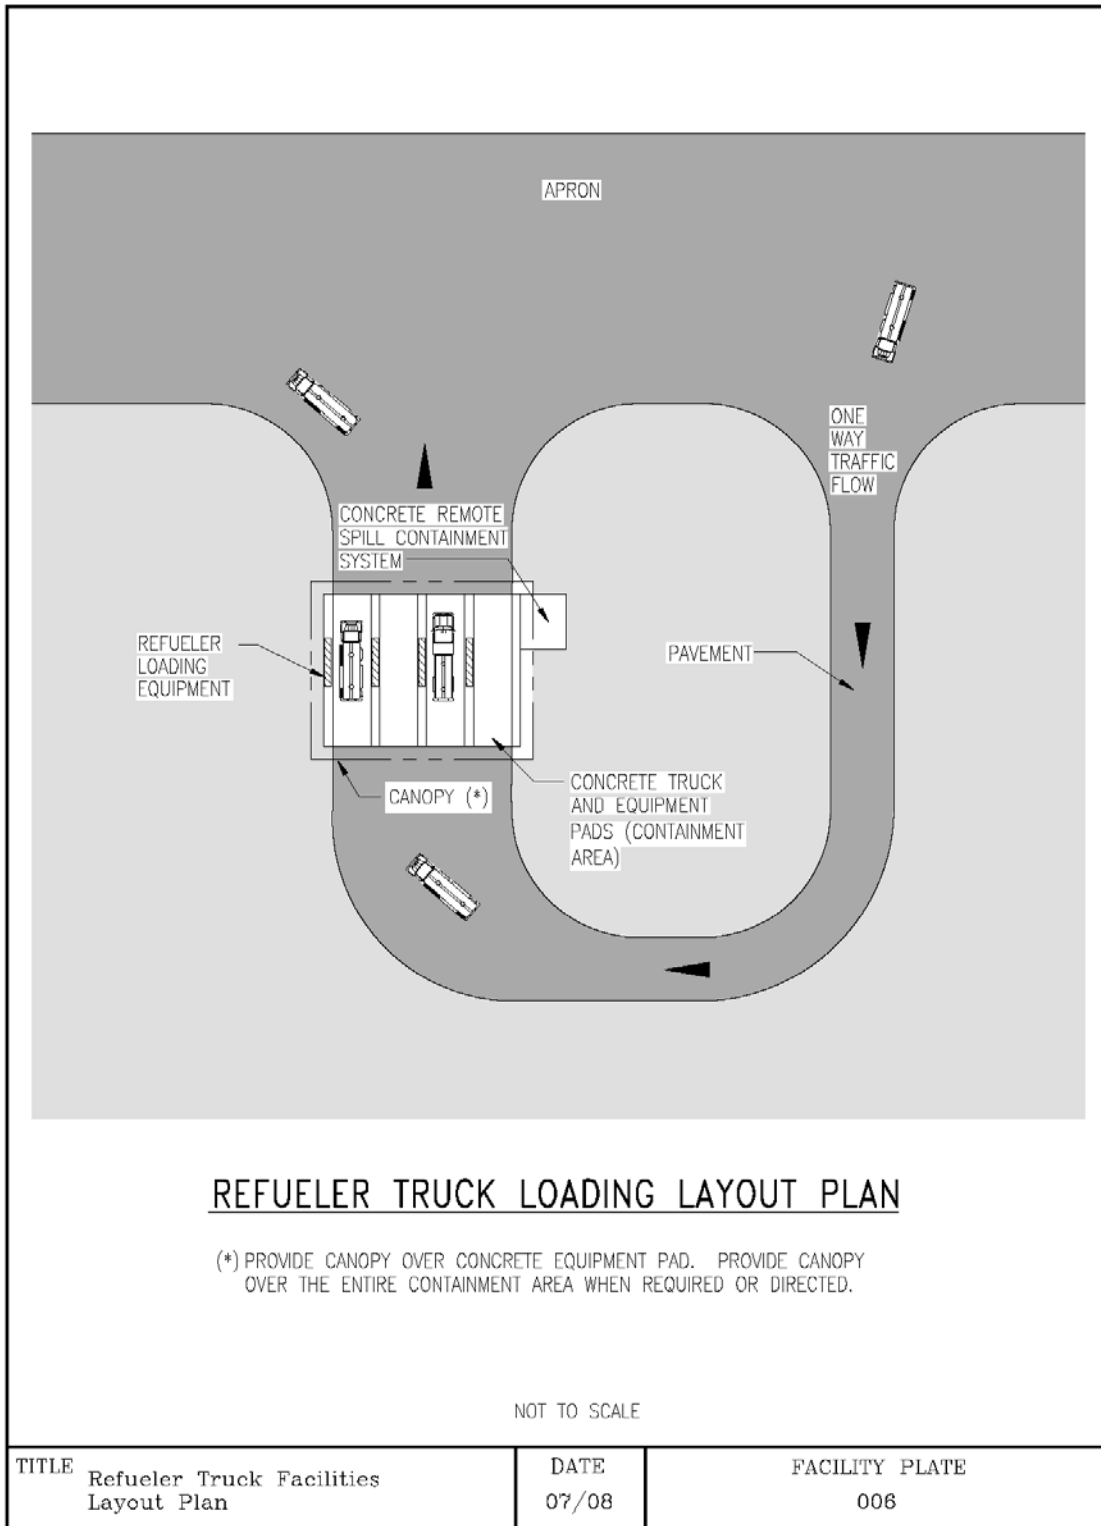 APRON
ONE
WAY
TRAFFIC
FLOW
CONCRETE REMOTE
SPILL CONTAINMENT
SYSTEM
REFUELER
LOADING
EQUIPMENT
PAVEMENT
CANOPY (*)
CONCRETE TRUCK
AND EQUIPMENT
PADS (CONTAINMENT
AREA)
REFUELER TRUCK LOADING LAYOUT PLAN
(*) PROVIDE CANOPY OVER CONCRETE EQUIPMENT PAD. PROVIDE CANOPY
OVER THE ENTIRE CONTAINMENT AREA WHEN REQUIRED OR DIRECTED.
NOT TO SCALE
TITLE
Refueler Truck Facilities
Layout Plan
DATE
07/08
FACILITY PLATE
006